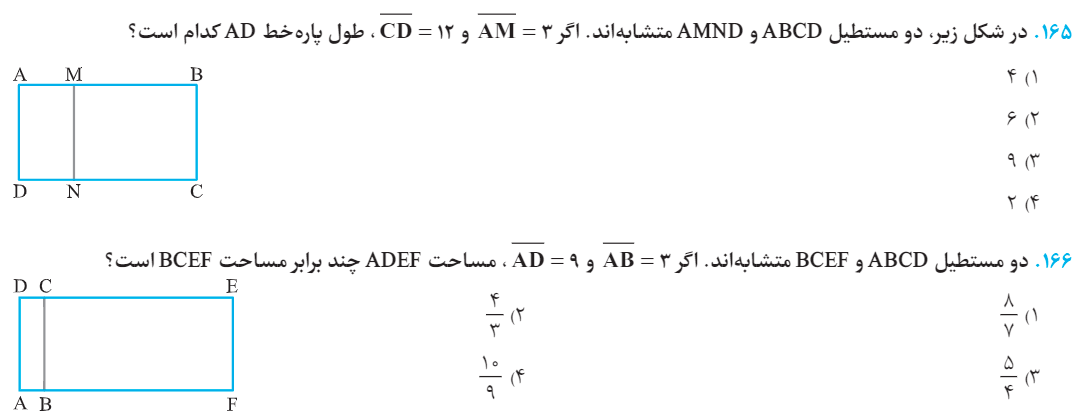 ۱۶۵. در شکل زیر، دو مستطیل ABCD و AMND متشابه‌اند. اگر AM = ۳ و CD = ۱۲ ، طول پاره‌خط AD کدام است؟
۱) ۴
۲) ۶
۳) ۹
۴) ۲
A M B
D N C
۱۶۶. دو مستطیل ABCD و BCEF متشابه‌اند. اگر AB = ۳ و AD = ۹ ، مساحت ADEF چند برابر مساحت BCEF است؟
۱) ۸/۷
۲) ۴/۳
۳) ۵/۴
۴) ۱۰/۹
D C E
A B F